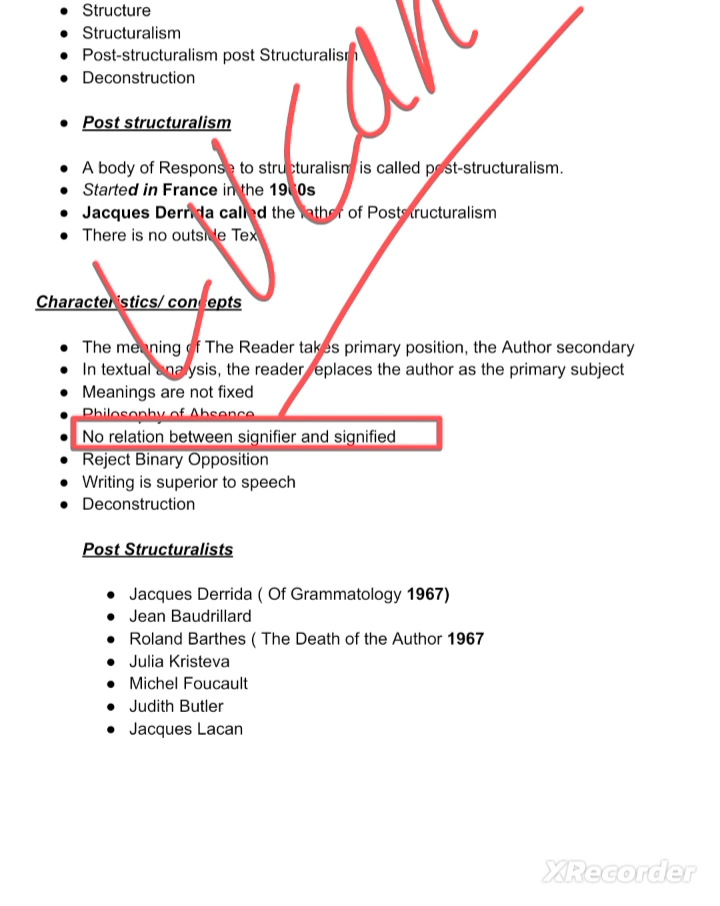 Structure
Structuralism
Post-structuralism post Structuralism
Deconstruction
Post structuralism
A body of Response to structuralism is called post-structuralism.
Started in France in the 1960s
Jacques Derrida called the father of Poststructuralism
There is no outside Text
Characteristics/ concepts
The meaning of The Reader takes primary position, the Author secondary
In textual analysis, the reader replaces the author as the primary subject
Meanings are not fixed
Philosophy of Absence
No relation between signifier and signified
Reject Binary Opposition
Writing is superior to speech
Deconstruction
Post Structuralists
Jacques Derrida ( Of Grammatology 1967)
Jean Baudrillard
Roland Barthes ( The Death of the Author 1967
Julia Kristeva
Michel Foucault
Judith Butler
Jacques Lacan
XRecorder